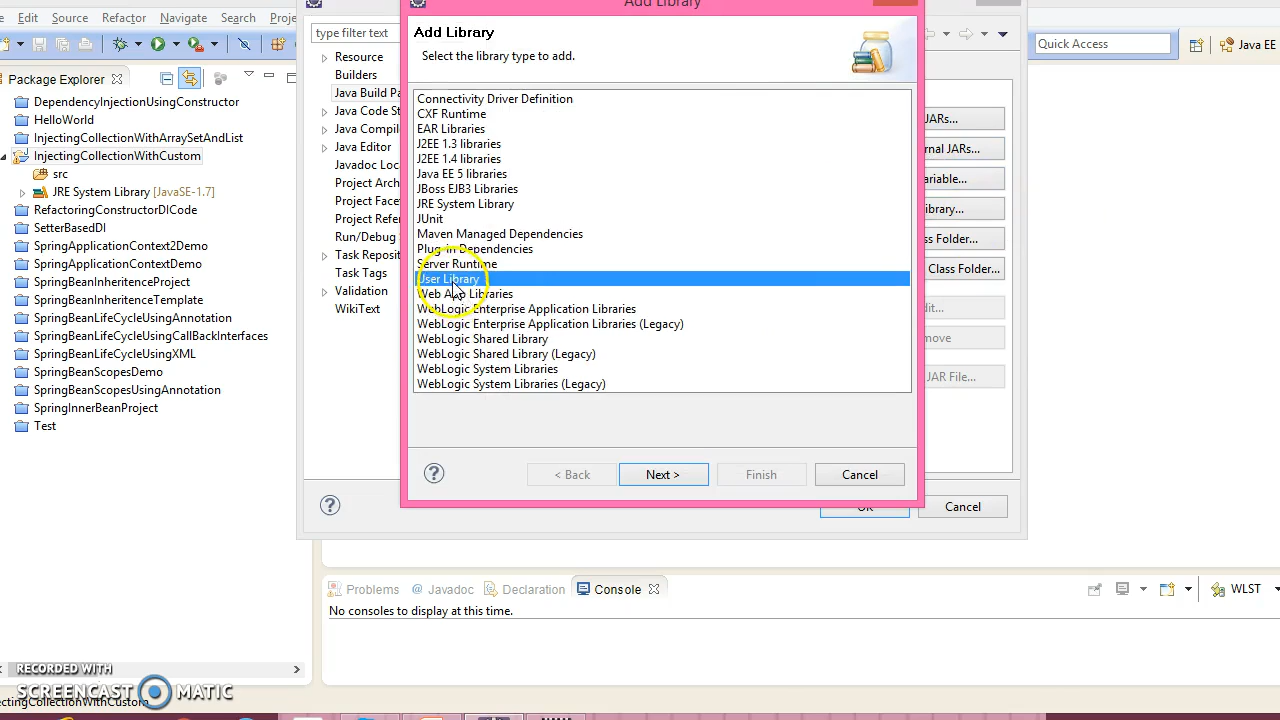 Add Library
Edit Source Refactor Navigate Search Proje
Quick Access
Java EE
Package Explorer
DependencyInjectionUsingConstructor
HelloWorld
InjectingCollectionWithArraySetAndList
InjectingCollectionWithCustom
src
JRE System Library [JavaSE-1.7]
RefactoringConstructorDICode
SetterBasedDI
SpringApplicationContext2Demo
SpringApplicationContextDemo
SpringBeanInheritenceProject
SpringBeanInheritenceTemplate
SpringBeanLifeCycleUsingAnnotation
SpringBeanLifeCycleUsingCallBackInterfaces
SpringBeanLifeCycleUsingXML
SpringBeanScopesDemo
SpringBeanScopesUsingAnnotation
SpringInnerBeanProject
Test
type filter text
Resource
Builders
Java Build Pa
Java Code St
Java Compile
Java Editor
Javadoc Loc
Project Arch
Project Face
Project Refe
Run/Debug
Task Reposit
Task Tags
Validation
WikiText
Add Library
Select the library type to add.
Connectivity Driver Definition
CXF Runtime
EAR Libraries
J2EE 1.3 libraries
J2EE 1.4 libraries
Java EE 5 libraries
JBoss EJB3 Libraries
JRE System Library
JUnit
Maven Managed Dependencies
Plug-in Dependencies
Server Runtime
User Library
Web App Libraries
WebLogic Enterprise Application Libraries
WebLogic Enterprise Application Libraries (Legacy)
WebLogic Shared Library
WebLogic Shared Library (Legacy)
WebLogic System Libraries
WebLogic System Libraries (Legacy)
< Back Next > Finish Cancel
JARs...
rnal JARs...
ariable...
ibrary...
ss Folder...
Class Folder...
dit...
move
JAR File...
OK Cancel
Problems Javadoc Declaration Console
WLST
No consoles to display at this time.
RECORDED WITH
SCREENCAST MATIC
jectingCollectionWithCustom